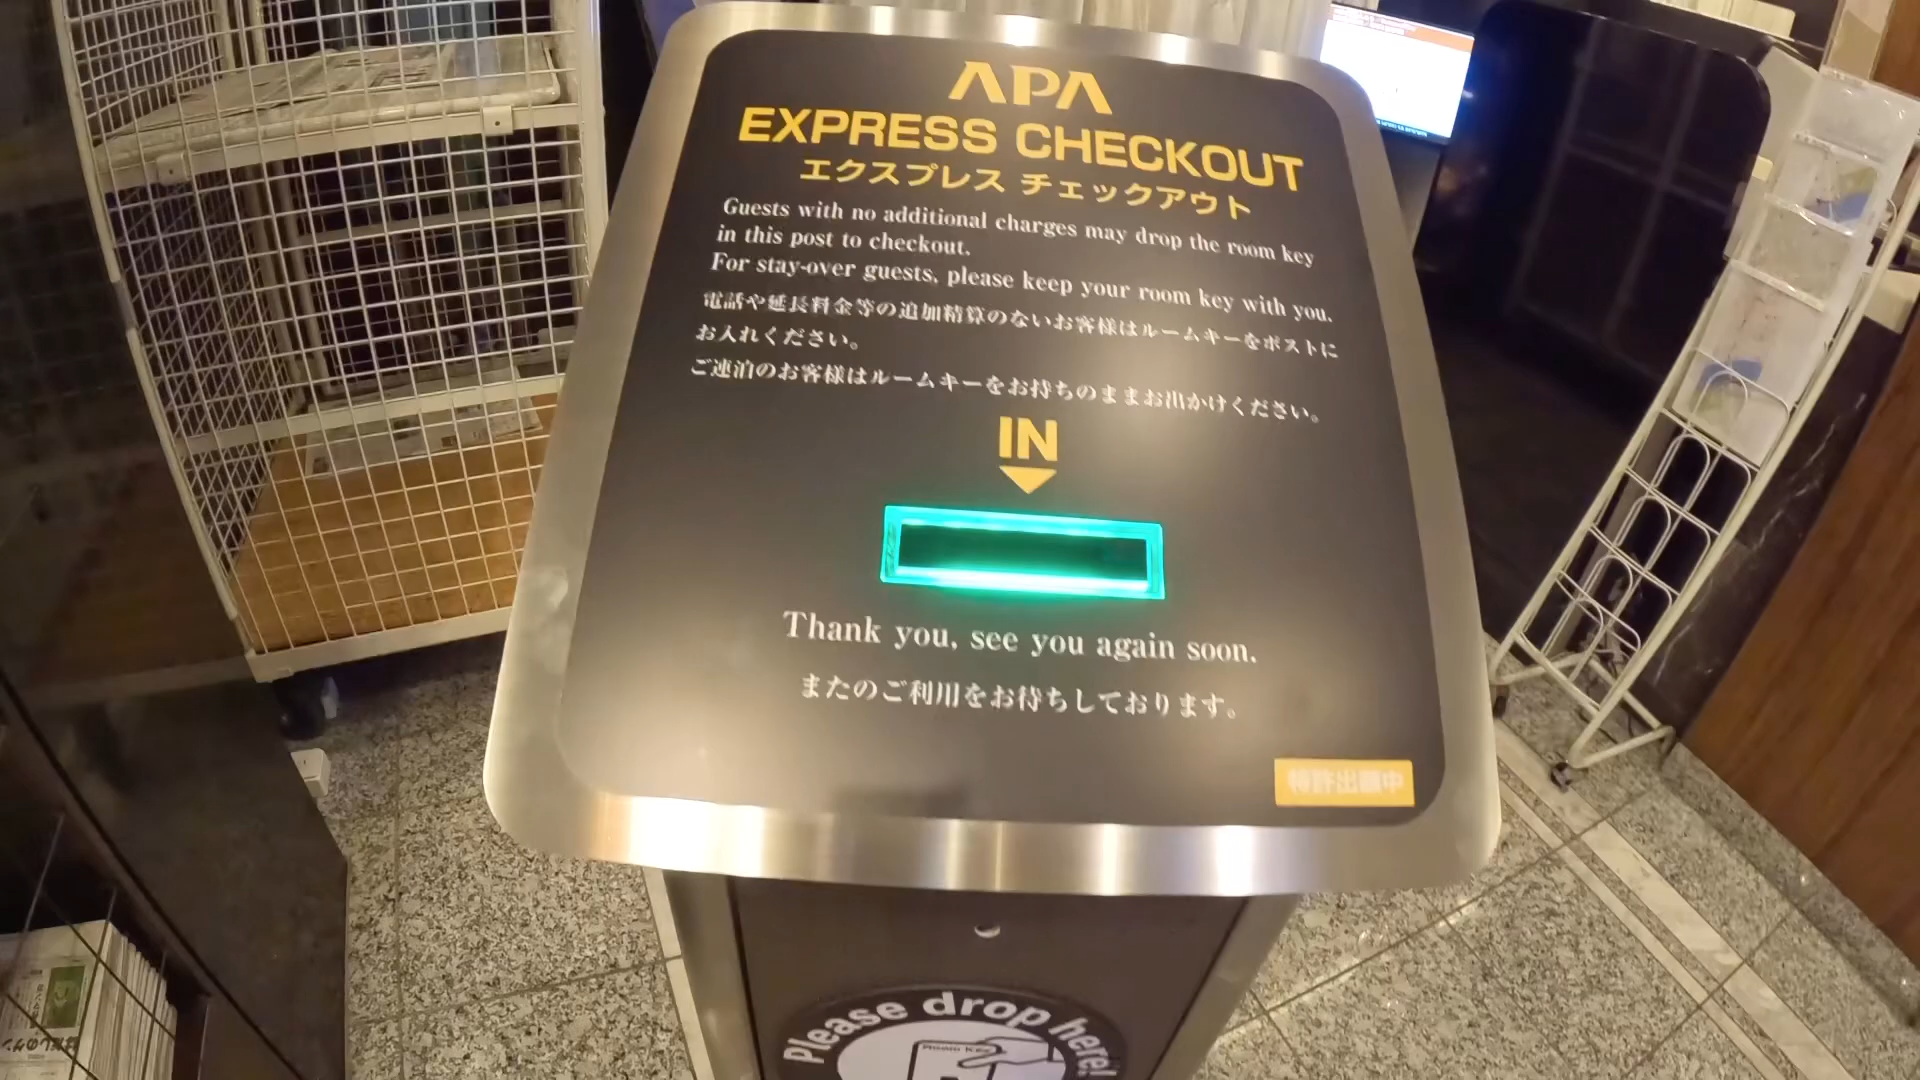 APA
EXPRESS CHECKOUT
エクスプレス チェックアウト
Guests with no additional charges may drop the room key
in this post to checkout.
For stay-over guests, please keep your room key with you.
電話や延長料金等の追加精算のないお客様はルームキーをポストに
お入れください。
ご連泊のお客様はルームキーをお持ちのままお出かけください。
IN
Thank you, see you again soon.
またのご利用をお待ちしております。
特許出願中
Please drop here!
Room Key